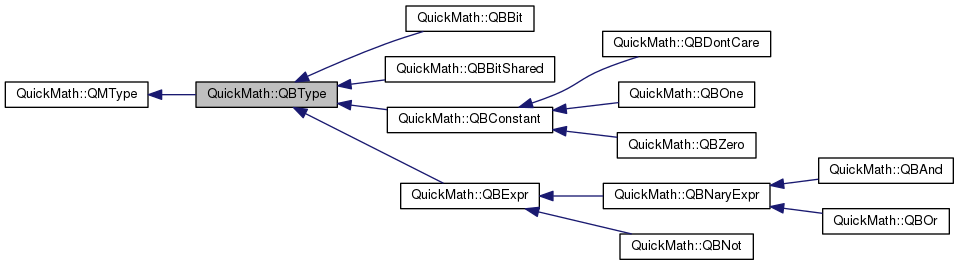 QuickMath::QBBit
QuickMath::QBDontCare
QuickMath::QBBitShared
QuickMath::QMType
QuickMath::QBType
QuickMath::QBOne
QuickMath::QBConstant
QuickMath::QBZero
QuickMath::QBAnd
QuickMath::QBExpr
QuickMath::QBNaryExpr
QuickMath::QBOr
QuickMath::QBNot